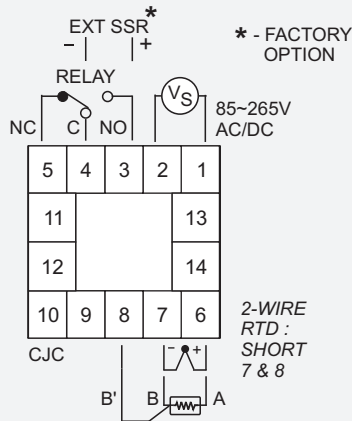 EXT SSR*
− +
* - FACTORY
OPTION
RELAY
NC C NO
VS
85~265V
AC/DC
5 4 3 2 1
11 13
12 14
10 9 8 7 6
CJC
- +
2-WIRE
RTD :
SHORT
7 & 8
B' B A